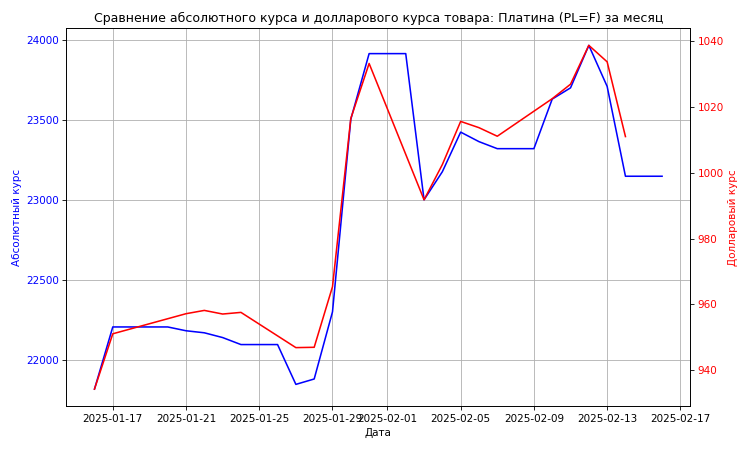 Сравнение абсолютного курса и долларового курса товара: Платина (PL=F) за месяц
24000
23500
23000
22500
22000
Абсолютный курс
1040
1020
1000
980
960
940
Долларовый курс
2025-01-17 2025-01-21 2025-01-25 2025-01-29 2025-02-01 2025-02-05 2025-02-09 2025-02-13 2025-02-17
Дата